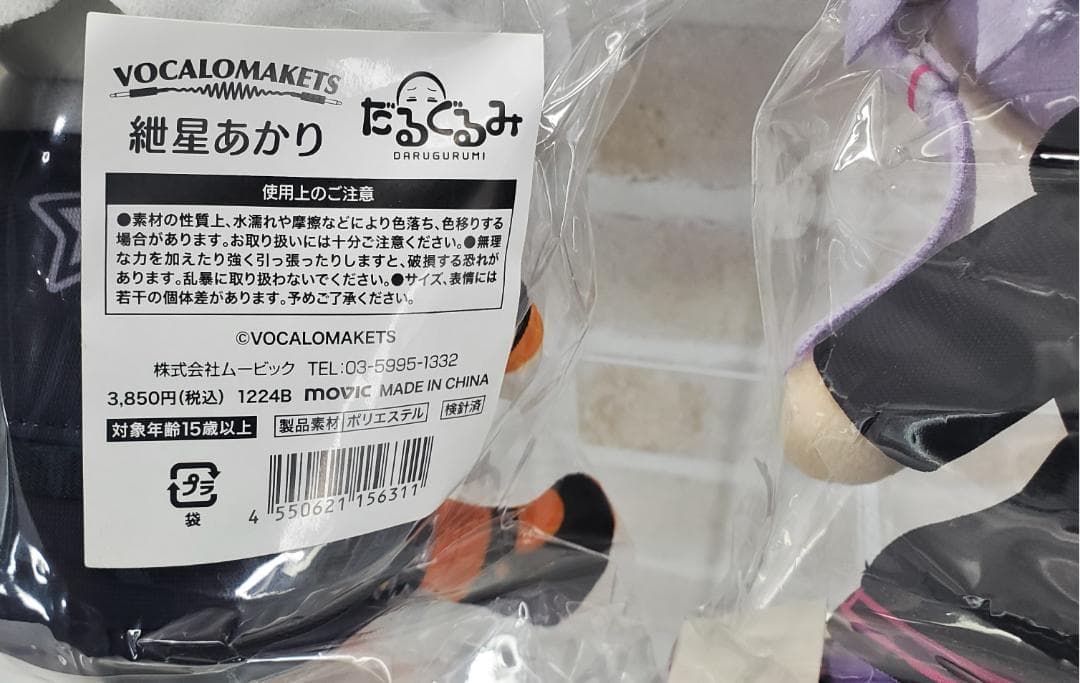 VOCALOMAKETS
だるぐるみ
DARUGURUMI
紲星あかり
使用上のご注意
●素材の性質上、水濡れや摩擦などにより色落ち、色移りする
場合があります。お取り扱いには十分ご注意ください。●無理
な力を加えたり強く引っ張ったりしますと、破損する恐れが
あります。乱暴に取り扱わないでください。●サイズ、表情には
若干の個体差があります。予めご了承ください。
©VOCALOMAKETS
株式会社ムービック TEL:03-5995-1332
3,850円(税込) 1224B movic MADE IN CHINA
対象年齢15歳以上 製品素材 ポリエステル 検針済
プラ
袋
4 550621 156311